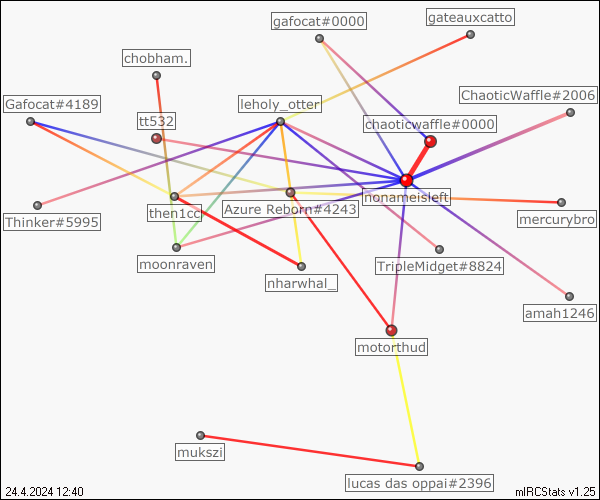 gafocat#0000
gateauxcatto
chobham.
ChaoticWaffle#2006
Gafocat#4189
leholy_otter
tt532
chaoticwaffle#0000
nonameisleft
Thinker#5995
then1cc
Azure Reborn#4243
mercurybro
moonraven
TripleMidget#8824
nharwhal_
amah1246
motorthud
mukszi
lucas das oppai#2396
24.4.2024 12:40
mIRCStats v1.25